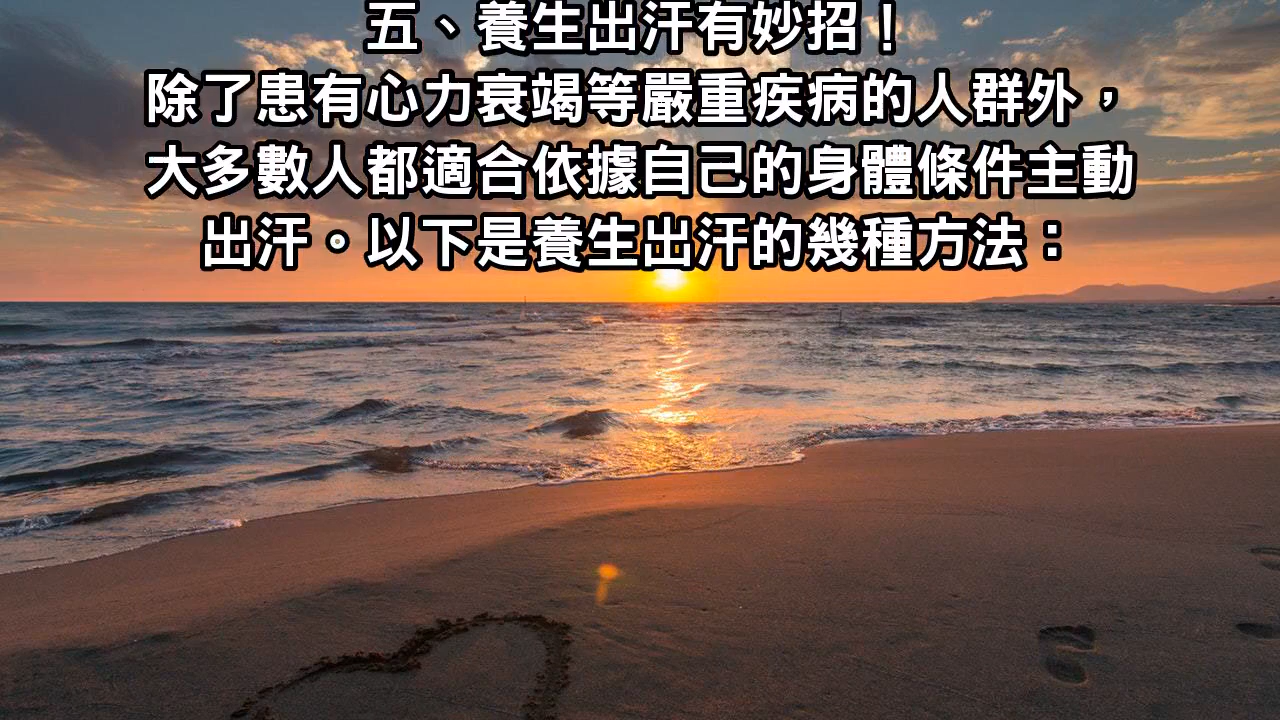 五、養生出汗有妙招！
除了患有心力衰竭等嚴重疾病的人群外，
大多數人都適合依據自己的身體條件主動
出汗。以下是養生出汗的幾種方法：